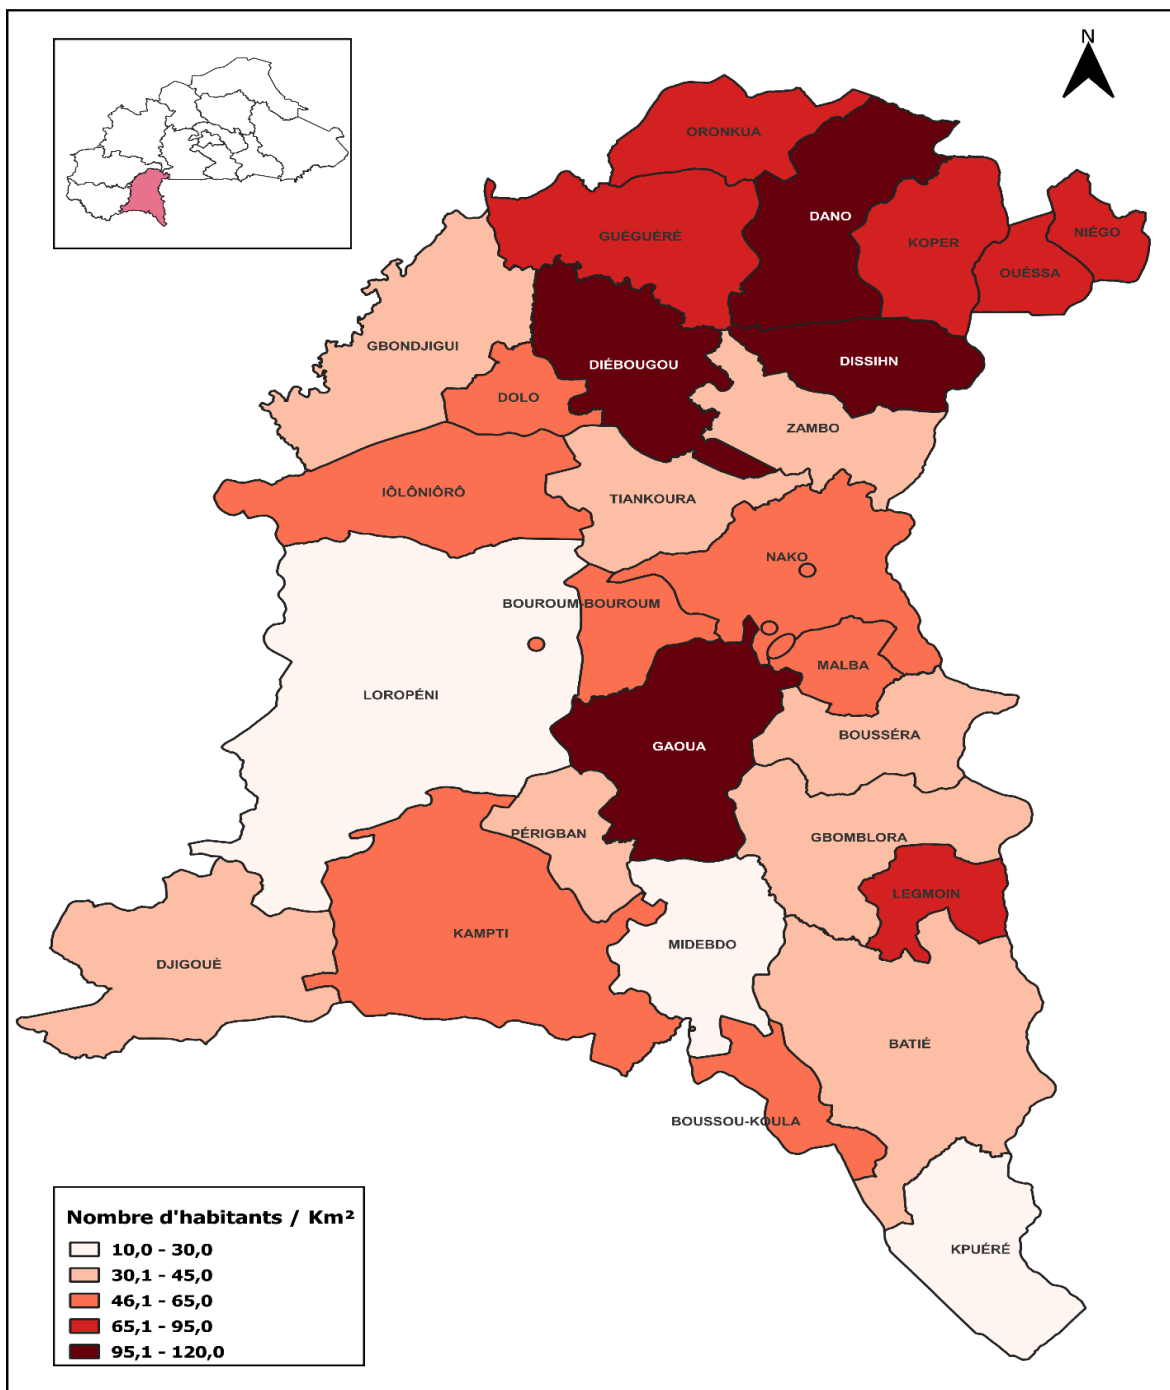 N
ORONKUA
DANO
GUÉGUÉRÉ
KOPER
NIÈGO
OUÉSSA
GBONDJIGUI
DIÉBOUGOU
DISSIHN
DOLO
ZAMBO
IÔLÔNIÔRÔ
TIANKOURA
NAKO
BOUROUM-BOUROUM
MALBA
LOROPÉNI
BOUSSÉRA
GAOUA
PÉRIGBAN
GBOMBLORA
LEGMOIN
KAMPTI
MIDEBDO
DJIGOUÈ
BATIÉ
BOUSSOU-KOULA
KPUÉRÉ
Nombre d'habitants / Km²
10,0 - 30,0
30,1 - 45,0
46,1 - 65,0
65,1 - 95,0
95,1 - 120,0